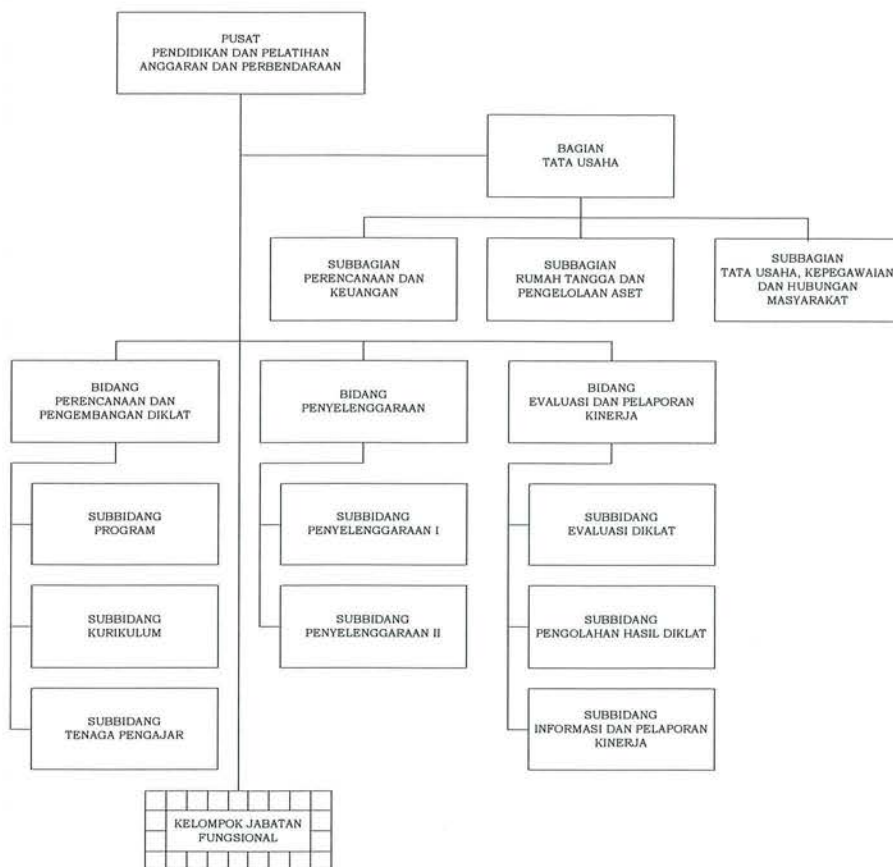 PUSAT
PENDIDIKAN DAN PELATIHAN
ANGGARAN DAN PERBENDARAAN
BAGIAN
TATA USAHA
SUBBAGIAN
PERENCANAAN DAN
KEUANGAN
SUBBAGIAN
RUMAH TANGGA DAN
PENGELOLAAN ASET
SUBBAGIAN
TATA USAHA, KEPEGAWAIAN
DAN HUBUNGAN
MASYARAKAT
BIDANG
PERENCANAAN DAN
PENGEMBANGAN DIKLAT
BIDANG
PENYELENGGARAAN
BIDANG
EVALUASI DAN PELAPORAN
KINERJA
SUBBIDANG
PROGRAM
SUBBIDANG
PENYELENGGARAAN I
SUBBIDANG
EVALUASI DIKLAT
SUBBIDANG
KURIKULUM
SUBBIDANG
PENYELENGGARAAN II
SUBBIDANG
PENGOLAHAN HASIL DIKLAT
SUBBIDANG
TENAGA PENGAJAR
SUBBIDANG
INFORMASI DAN PELAPORAN
KINERJA
KELOMPOK JABATAN
FUNGSIONAL